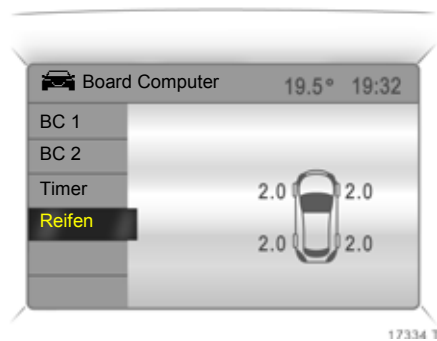 Board Computer 19.5° 19:32
BC 1
BC 2
Timer
Reifen
2.0 2.0
2.0 2.0
17334 T